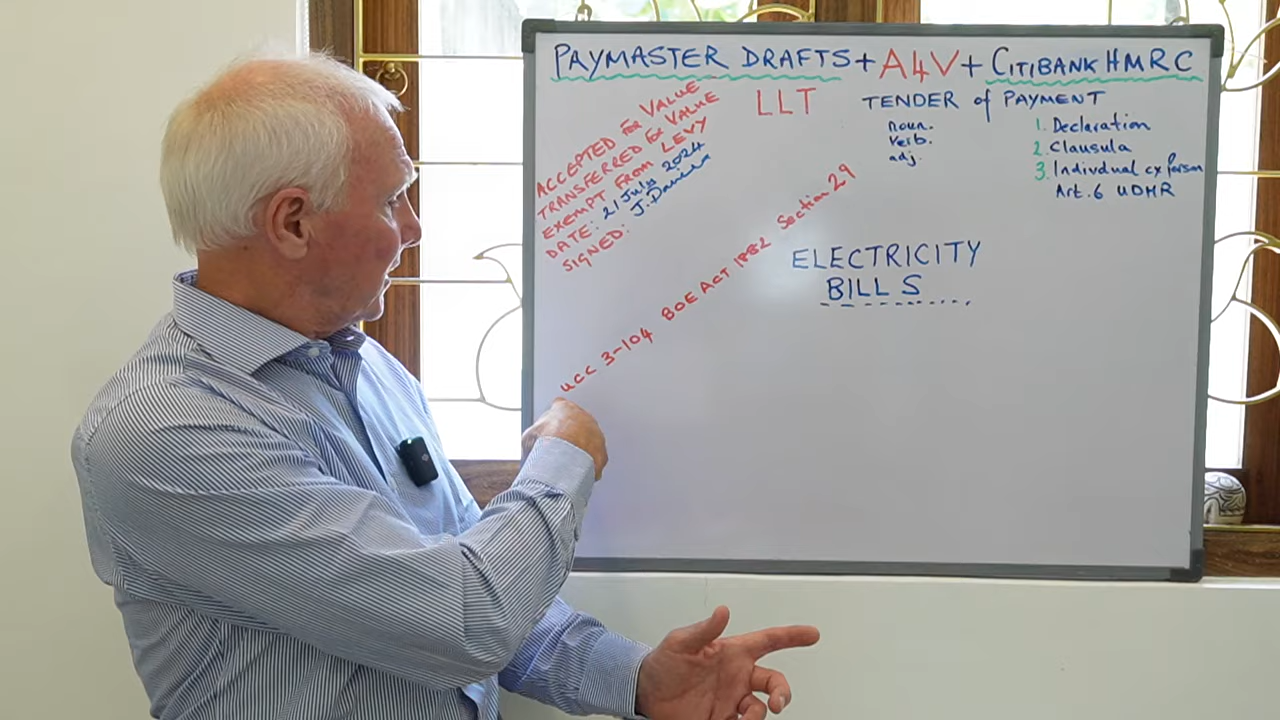 PAYMASTER DRAFTS + A4V + CITIBANK HMRC
ACCEPTED FOR VALUE
TRANSFERRED FOR VALUE
EXEMPT FROM LEVY
DATE: 21 July 2024
SIGNED: J.
LLT
TENDER of PAYMENT
noun.
verb.
adj.
1. Declaration
2. Clausula
3. Indivdual cx person
Art. 6 UDHR
UCC 3-104 BOE ACT 1882 Section 29
ELECTRICITY
BILLS